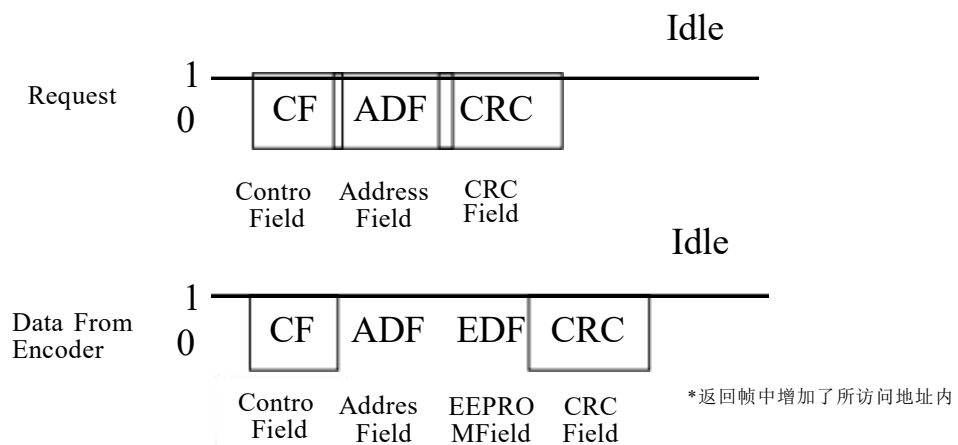 Idle
Request
1
0
CF ADF CRC
Contro Address CRC
Field Field Field
Idle
Data From
Encoder
1
0
CF ADF EDF CRC
Contro Addres EEPRO CRC
Field Field MField Field
*返回帧中增加了所访问地址内